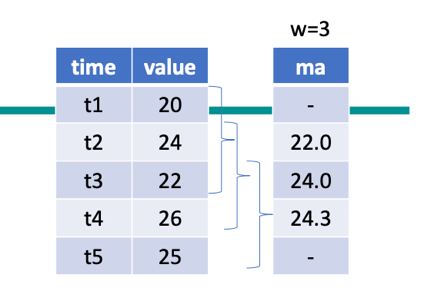 w=3
time value ma
t1 20 -
t2 24 22.0
t3 22 24.0
t4 26 24.3
t5 25 -